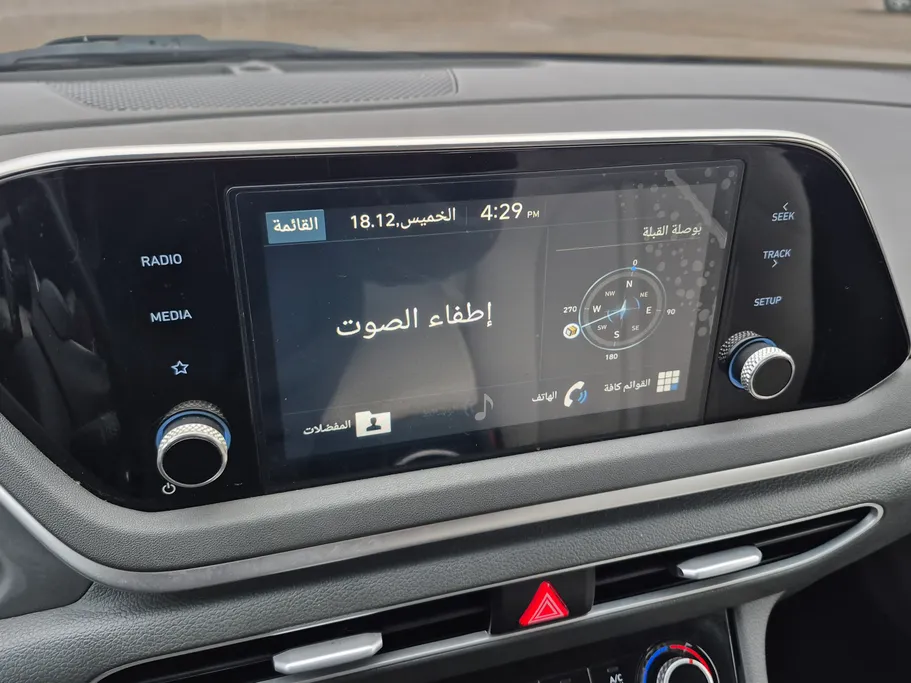 القائمة
الخميس,18.12
4:29 PM
بوصلة القبلة
RADIO
MEDIA
إطفاء الصوت
0
N
NE
E
90
SE
S
180
SW
W
270
NW
القوائم كافة
الهاتف
المفضلات
SEEK
TRACK
SETUP
A/C